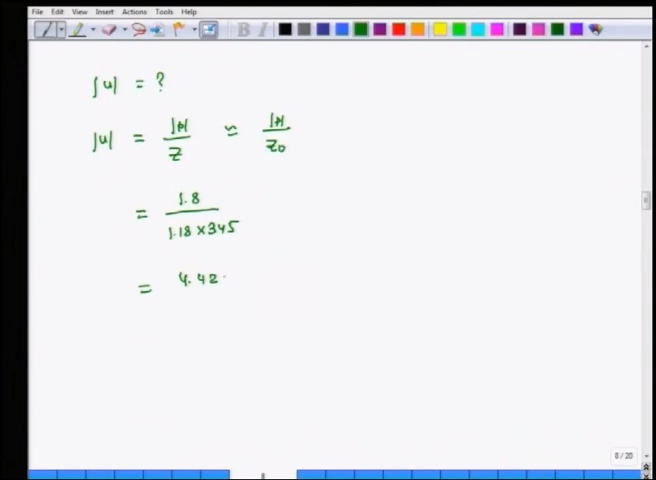 File Edit View Insert Actions Tools Help
|u| = ?
|u| = |p|/Z ≈ |p|/Z₀
= 1.8/1.18×345
= 4.42
8/20